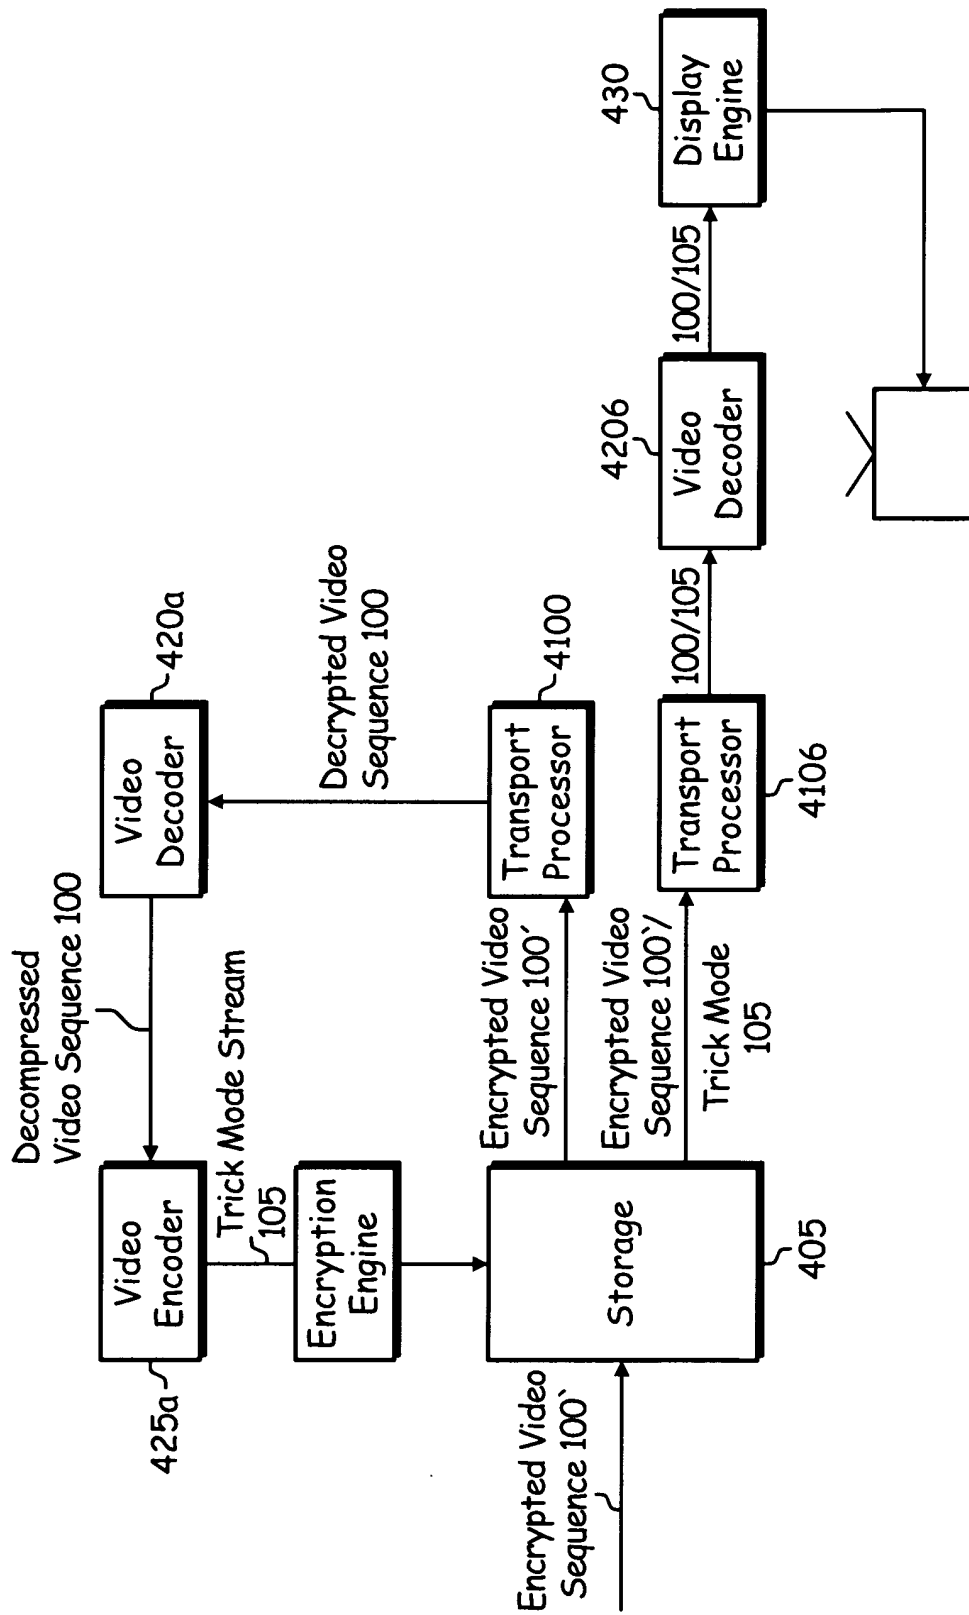 Decompressed
Video Sequence 100
Video
Encoder
425a
Video
Decoder
420a
Trick Mode Stream
105
Encryption
Engine
Decrypted Video
Sequence 100
Encrypted Video
Sequence 100`
Storage
405
Encrypted Video
Sequence 100´
Transport
Processor
4100
Encrypted Video
Sequence 100`/
Trick Mode
105
Transport
Processor
4106
100/105
Video
Decoder
4206
100/105
Display
Engine
430